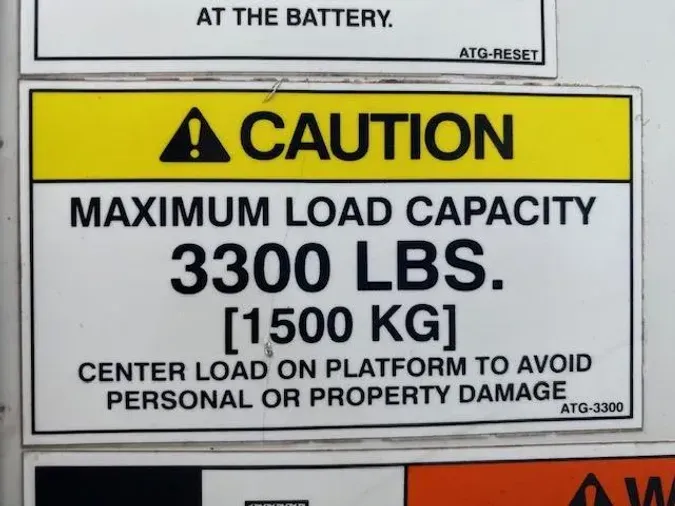 AT THE BATTERY.
ATG-RESET
CAUTION
MAXIMUM LOAD CAPACITY
3300 LBS.
[1500 KG]
CENTER LOAD ON PLATFORM TO AVOID
PERSONAL OR PROPERTY DAMAGE
ATG-3300